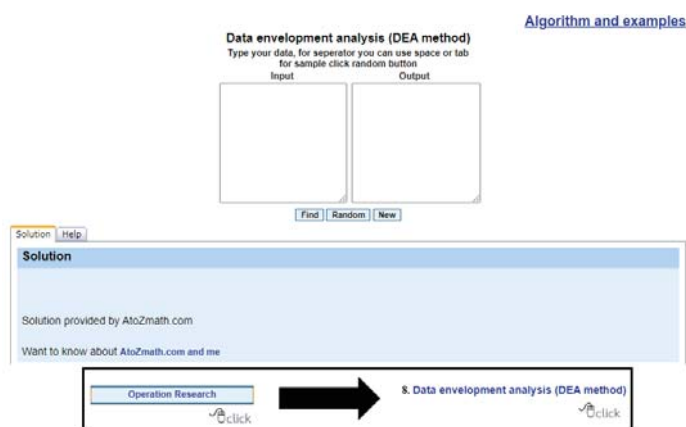 Algorithm and examples
Data envelopment analysis (DEA method)
Type your data, for seperator you can use space or tab
for sample click random button
Input Output
Find Random New
Solution Help
Solution
Solution provided by AtoZmath.com
Want to know about AtoZmath.com and me
Operation Research
click
8. Data envelopment analysis (DEA method)
click